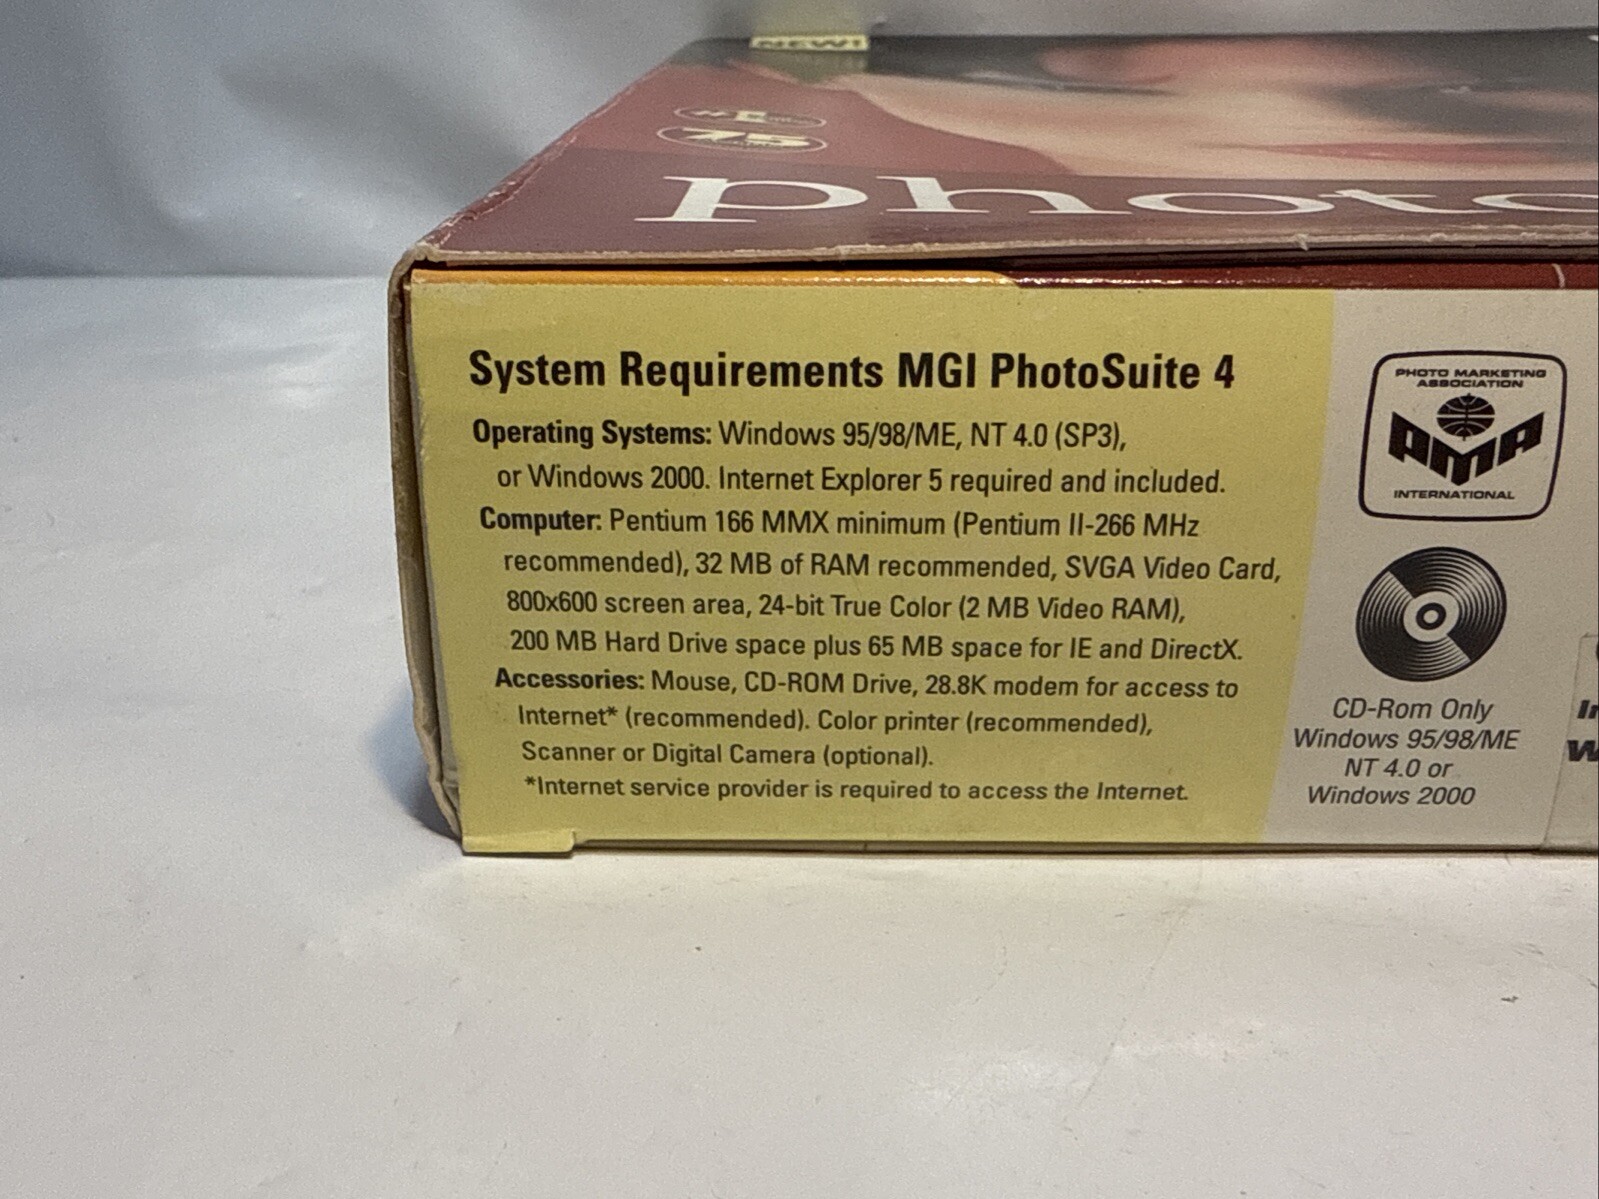 NEW!
#1
75
photo
System Requirements MGI PhotoSuite 4
Operating Systems: Windows 95/98/ME, NT 4.0 (SP3),
or Windows 2000. Internet Explorer 5 required and included.
Computer: Pentium 166 MMX minimum (Pentium II-266 MHz
recommended), 32 MB of RAM recommended, SVGA Video Card,
800x600 screen area, 24-bit True Color (2 MB Video RAM),
200 MB Hard Drive space plus 65 MB space for IE and DirectX.
Accessories: Mouse, CD-ROM Drive, 28.8K modem for access to
Internet* (recommended). Color printer (recommended),
Scanner or Digital Camera (optional).
*Internet service provider is required to access the Internet.
PHOTO MARKETING
ASSOCIATION
PMA
INTERNATIONAL
CD-Rom Only
Windows 95/98/ME
NT 4.0 or
Windows 2000